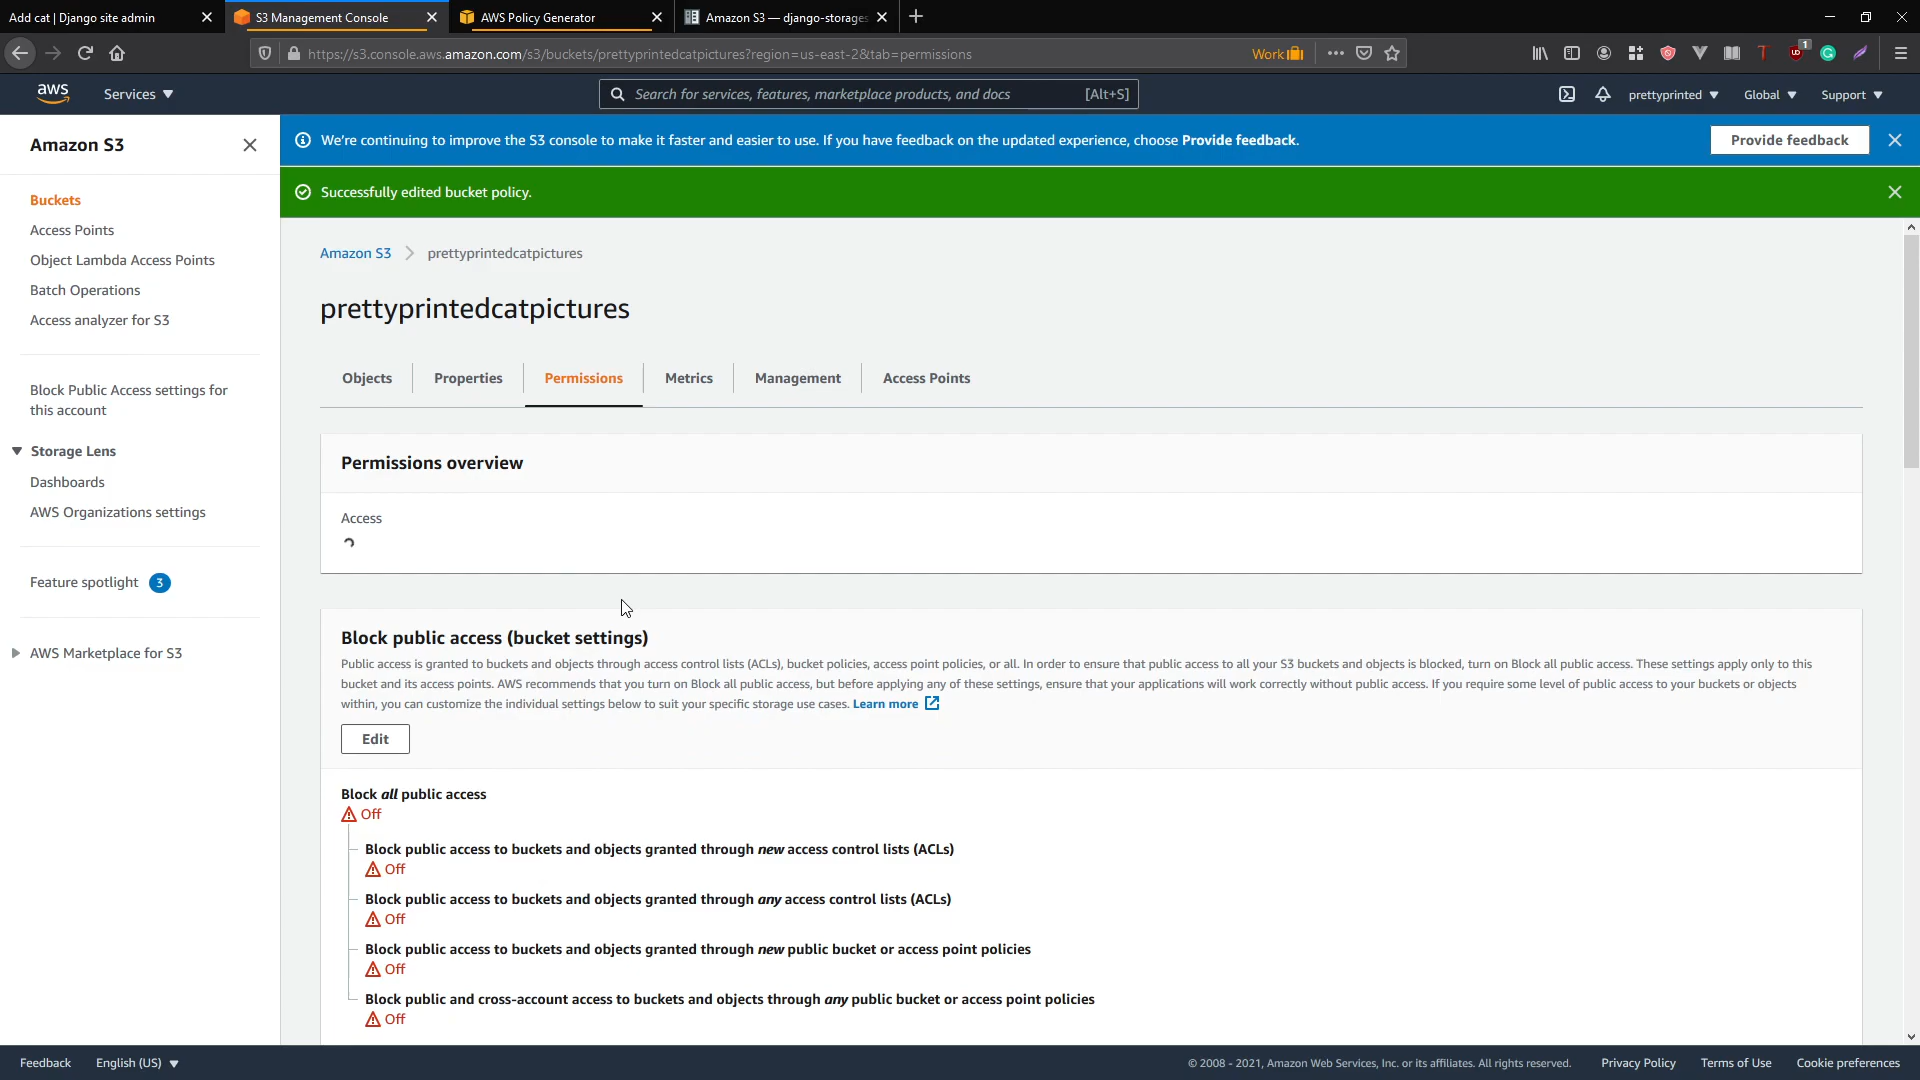 Add cat | Django site admin
S3 Management Console
AWS Policy Generator
Amazon S3 — django-storages
https://s3.console.aws.amazon.com/s3/buckets/prettyprintedcatpictures?region=us-east-2&tab=permissions
Work
1
aws
Services
Search for services, features, marketplace products, and docs
[Alt+S]
prettyprinted
Global
Support
Amazon S3
We're continuing to improve the S3 console to make it faster and easier to use. If you have feedback on the updated experience, choose Provide feedback.
Provide feedback
Successfully edited bucket policy.
Buckets
Access Points
Object Lambda Access Points
Batch Operations
Access analyzer for S3
Block Public Access settings for
this account
Storage Lens
Dashboards
AWS Organizations settings
Feature spotlight 3
AWS Marketplace for S3
Amazon S3
prettyprintedcatpictures
prettyprintedcatpictures
Objects
Properties
Permissions
Metrics
Management
Access Points
Permissions overview
Access
Block public access (bucket settings)
Public access is granted to buckets and objects through access control lists (ACLs), bucket policies, access point policies, or all. In order to ensure that public access to all your S3 buckets and objects is blocked, turn on Block all public access. These settings apply only to this
bucket and its access points. AWS recommends that you turn on Block all public access, but before applying any of these settings, ensure that your applications will work correctly without public access. If you require some level of public access to your buckets or objects
within, you can customize the individual settings below to suit your specific storage use cases. Learn more
Edit
Block all public access
Off
Block public access to buckets and objects granted through new access control lists (ACLs)
Off
Block public access to buckets and objects granted through any access control lists (ACLs)
Off
Block public access to buckets and objects granted through new public bucket or access point policies
Off
Block public and cross-account access to buckets and objects through any public bucket or access point policies
Off
Feedback
English (US)
© 2008 - 2021, Amazon Web Services, Inc. or its affiliates. All rights reserved.
Privacy Policy
Terms of Use
Cookie preferences